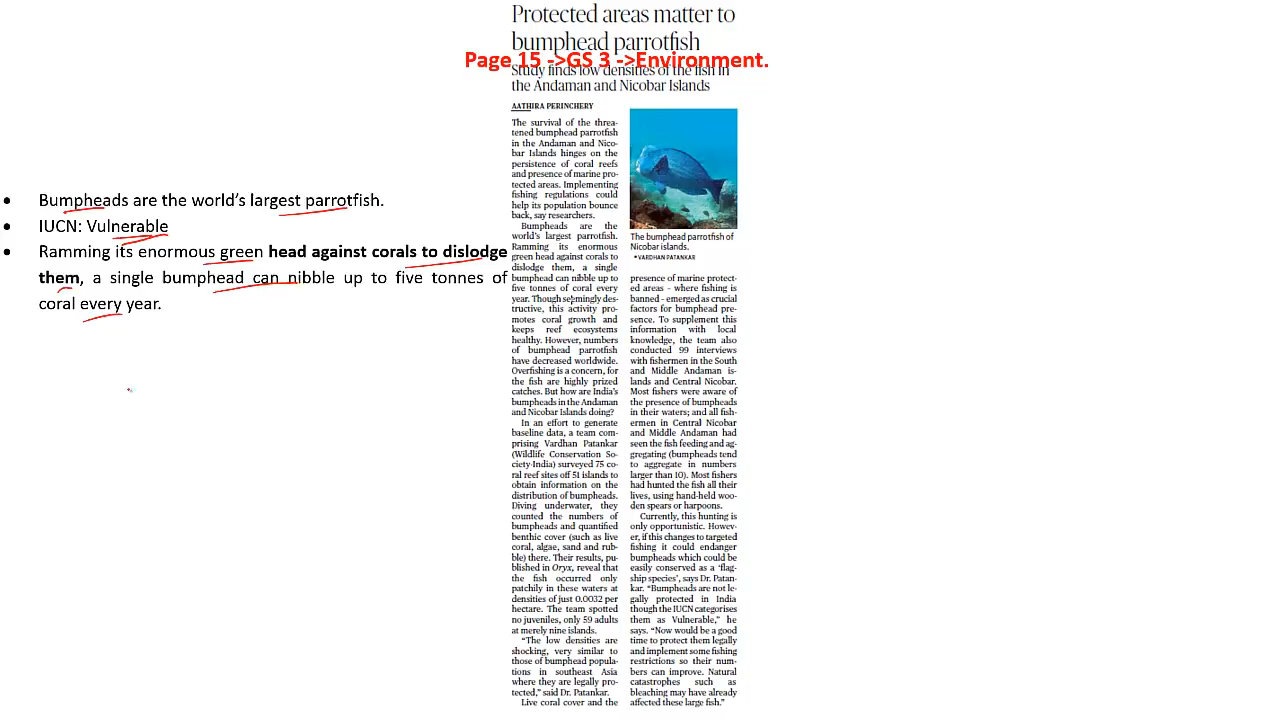 Protected areas matter to
bumphead parrotfish
Page 15 ->GS 3 ->Environment.
Study finds low densities of the fish in
the Andaman and Nicobar Islands
• Bumpheads are the world's largest parrotfish.
• IUCN: Vulnerable
• Ramming its enormous green head against corals to dislodge
them, a single bumphead can nibble up to five tonnes of
coral every year.
AATHIRA PERINCHERY
The survival of the threa-
tened bumphead parrotfish
in the Andaman and Nico-
bar Islands hinges on the
persistence of coral reefs
and presence of marine pro-
tected areas. Implementing
fishing regulations could
help its population bounce
back, say researchers.
Bumpheads are the
world's largest parrotfish.
Ramming its enormous
green head against corals to
dislodge them, a single
bumphead can nibble up to
five tonnes of coral every
year. Though seemingly des-
tructive, this activity pro-
motes coral growth and
keeps reef ecosystems
healthy. However, numbers
of bumphead parrotfish
have decreased worldwide.
Overfishing is a concern, for
the fish are highly prized
catches. But how are India's
bumpheads in the Andaman
and Nicobar Islands doing?
In an effort to generate
baseline data, a team com-
prising Vardhan Patankar
(Wildlife Conservation So-
ciety-India) surveyed 75 co-
ral reef sites off 51 islands to
obtain information on the
distribution of bumpheads.
Diving underwater, they
counted the numbers of
bumpheads and quantified
benthic cover (such as live
coral, algae, sand and rub-
ble) there. Their results, pu-
blished in Oryx, reveal that
the fish occurred only
patchily in these waters at
densities of just 0.0032 per
hectare. The team spotted
no juveniles, only 59 adults
at merely nine islands.
"The low densities are
shocking, very similar to
those of bumphead popula-
tions in southeast Asia
where they are legally pro-
tected," said Dr. Patankar.
Live coral cover and the
The bumphead parrotfish of
Nicobar islands.
• VARDHAN PATANKAR
presence of marine protect-
ed areas - where fishing is
banned - emerged as crucial
factors for bumphead pre-
sence. To supplement this
information with local
knowledge, the team also
conducted 99 interviews
with fishermen in the South
and Middle Andaman is-
lands and Central Nicobar.
Most fishers were aware of
the presence of bumpheads
in their waters; and all fish-
ermen in Central Nicobar
and Middle Andaman had
seen the fish feeding and ag-
gregating (bumpheads tend
to aggregate in numbers
larger than 10). Most fishers
had hunted the fish all their
lives, using hand-held woo-
den spears or harpoons.
Currently, this hunting is
only opportunistic. Howev-
er, if this changes to targeted
fishing it could endanger
bumpheads which could be
easily conserved as a 'flag-
ship species', says Dr. Patan-
kar. "Bumpheads are not le-
gally protected in India
though the IUCN categorises
them as Vulnerable," he
says. "Now would be a good
time to protect them legally
and implement some fishing
restrictions so their num-
bers can improve. Natural
catastrophes such as
bleaching may have already
affected these large fish."